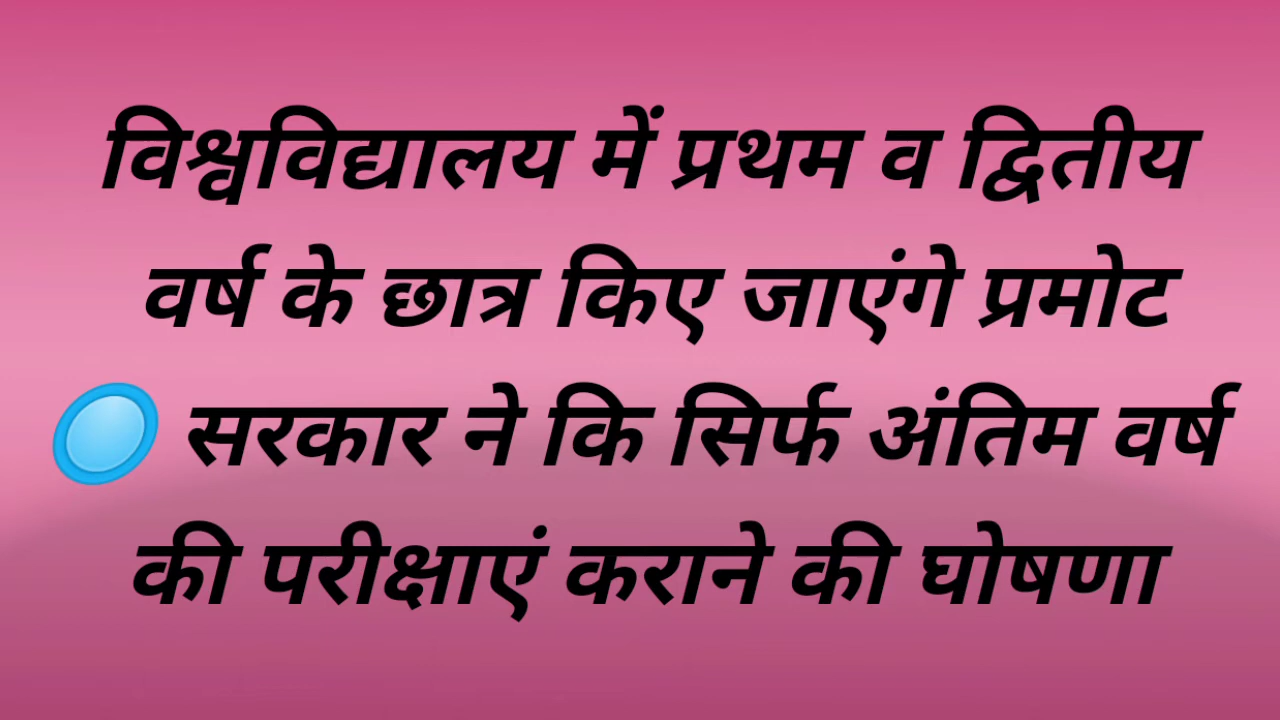 विश्वविद्यालय में प्रथम व द्वितीय
वर्ष के छात्र किए जाएंगे प्रमोट
सरकार ने कि सिर्फ अंतिम वर्ष
की परीक्षाएं कराने की घोषणा